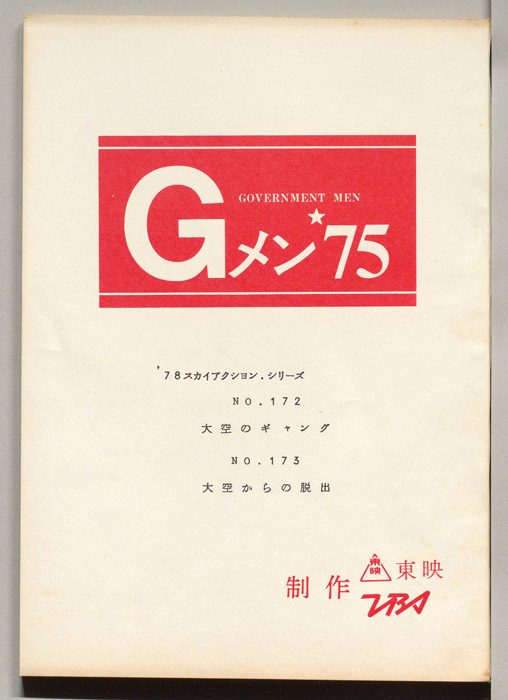 GOVERNMENT MEN
Gメン'75
'78スカイアクション.シリーズ
NO.172
大空のギャング
NO.173
大空からの脱出
制作 東映 東映
TBS